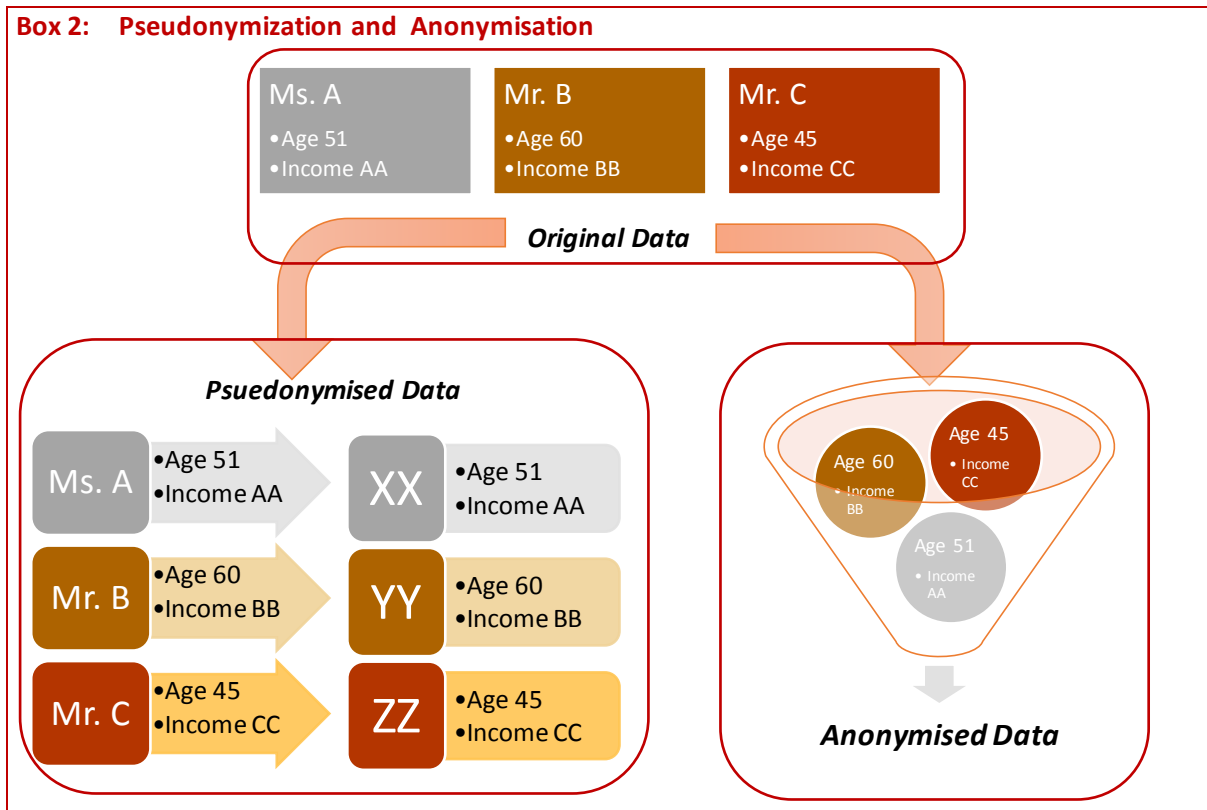 Box 2: Pseudonymization and Anonymisation
Ms. A
•Age 51
•Income AA
Mr. B
•Age 60
•Income BB
Mr. C
•Age 45
•Income CC
Original Data
Psuedonymised Data
Ms. A
•Age 51
•Income AA
XX
•Age 51
•Income AA
Mr. B
•Age 60
•Income BB
YY
•Age 60
•Income BB
Mr. C
•Age 45
•Income CC
ZZ
•Age 45
•Income CC
Age 45
• Income
CC
Age 60
• Income
BB
Age 51
• Income
AA
Anonymised Data